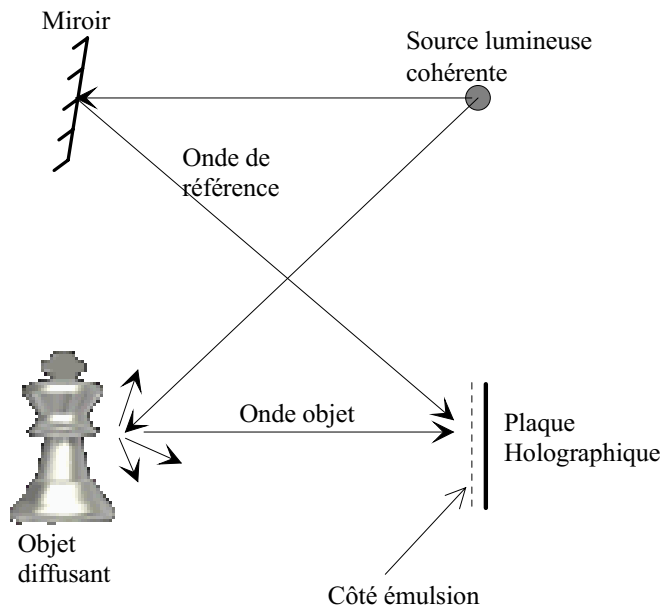 Miroir
Source lumineuse
cohérente
Onde de
référence
Onde objet
Plaque
Holographique
Objet
diffusant
Côté émulsion